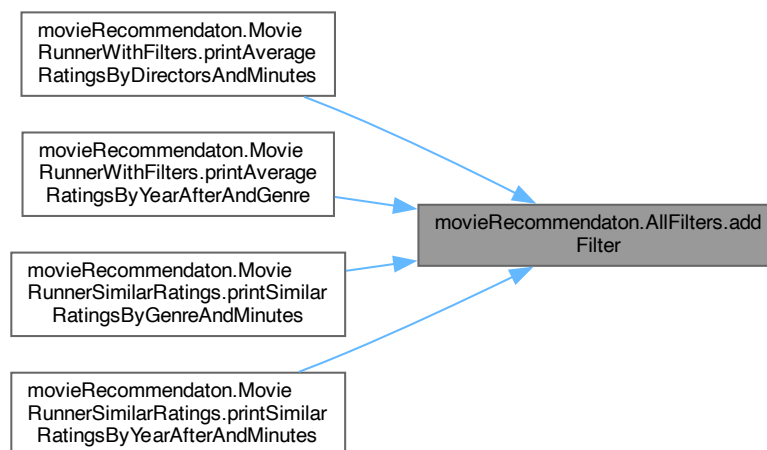 movieRecommendaton.Movie
RunnerWithFilters.printAverage
RatingsByDirectorsAndMinutes
movieRecommendaton.Movie
RunnerWithFilters.printAverage
RatingsByYearAfterAndGenre
movieRecommendaton.AllFilters.add
Filter
movieRecommendaton.Movie
RunnerSimilarRatings.printSimilar
RatingsByGenreAndMinutes
movieRecommendaton.Movie
RunnerSimilarRatings.printSimilar
RatingsByYearAfterAndMinutes